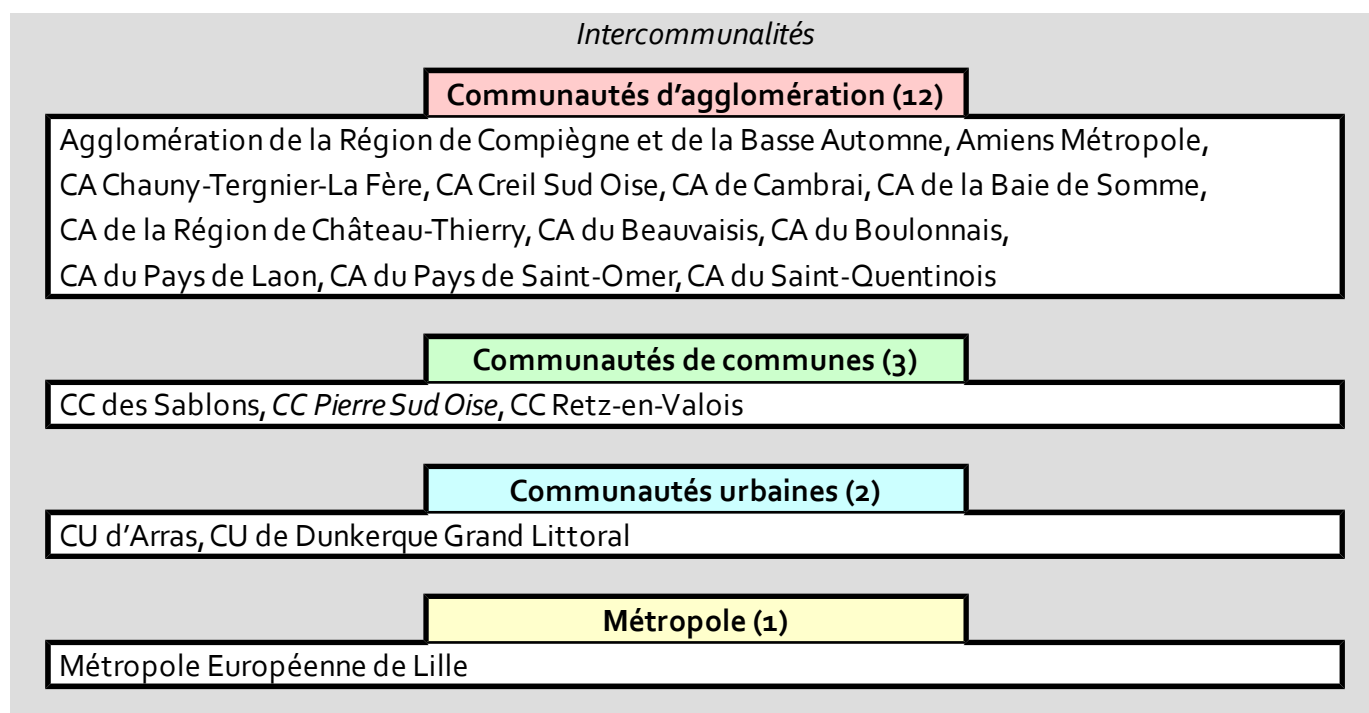 Intercommunalités
Communautés d’agglomération (12)
Agglomération de la Région de Compiègne et de la Basse Automne, Amiens Métropole,
CA Chauny-Tergnier-La Fère, CA Creil Sud Oise, CA de Cambrai, CA de la Baie de Somme,
CA de la Région de Château-Thierry, CA du Beauvaisis, CA du Boulonnais,
CA du Pays de Laon, CA du Pays de Saint-Omer, CA du Saint-Quentinois
Communautés de communes (3)
CC des Sablons, CC Pierre Sud Oise, CC Retz-en-Valois
Communautés urbaines (2)
CU d’Arras, CU de Dunkerque Grand Littoral
Métropole (1)
Métropole Européenne de Lille